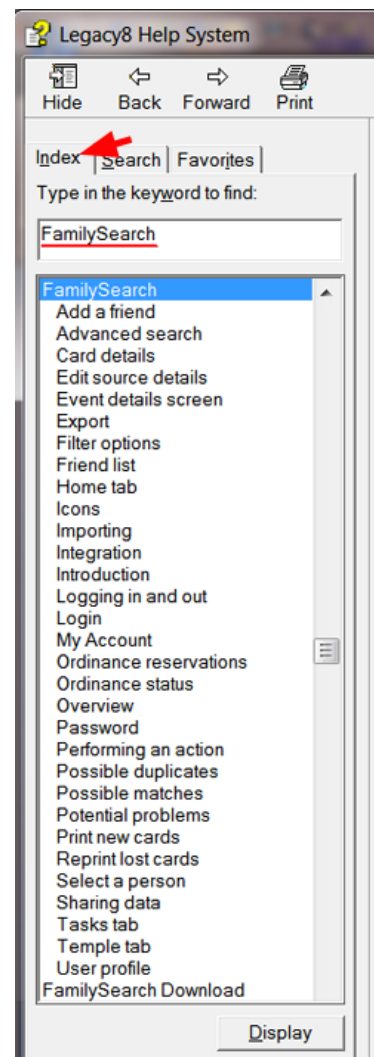 Legacy8 Help System
Hide Back Forward Print
Index Search Favorites
Type in the keyword to find:
FamilySearch
FamilySearch
Add a friend
Advanced search
Card details
Edit source details
Event details screen
Export
Filter options
Friend list
Home tab
Icons
Importing
Integration
Introduction
Logging in and out
Login
My Account
Ordinance reservations
Ordinance status
Overview
Password
Performing an action
Possible duplicates
Possible matches
Potential problems
Print new cards
Reprint lost cards
Select a person
Sharing data
Tasks tab
Temple tab
User profile
FamilySearch Download
Display